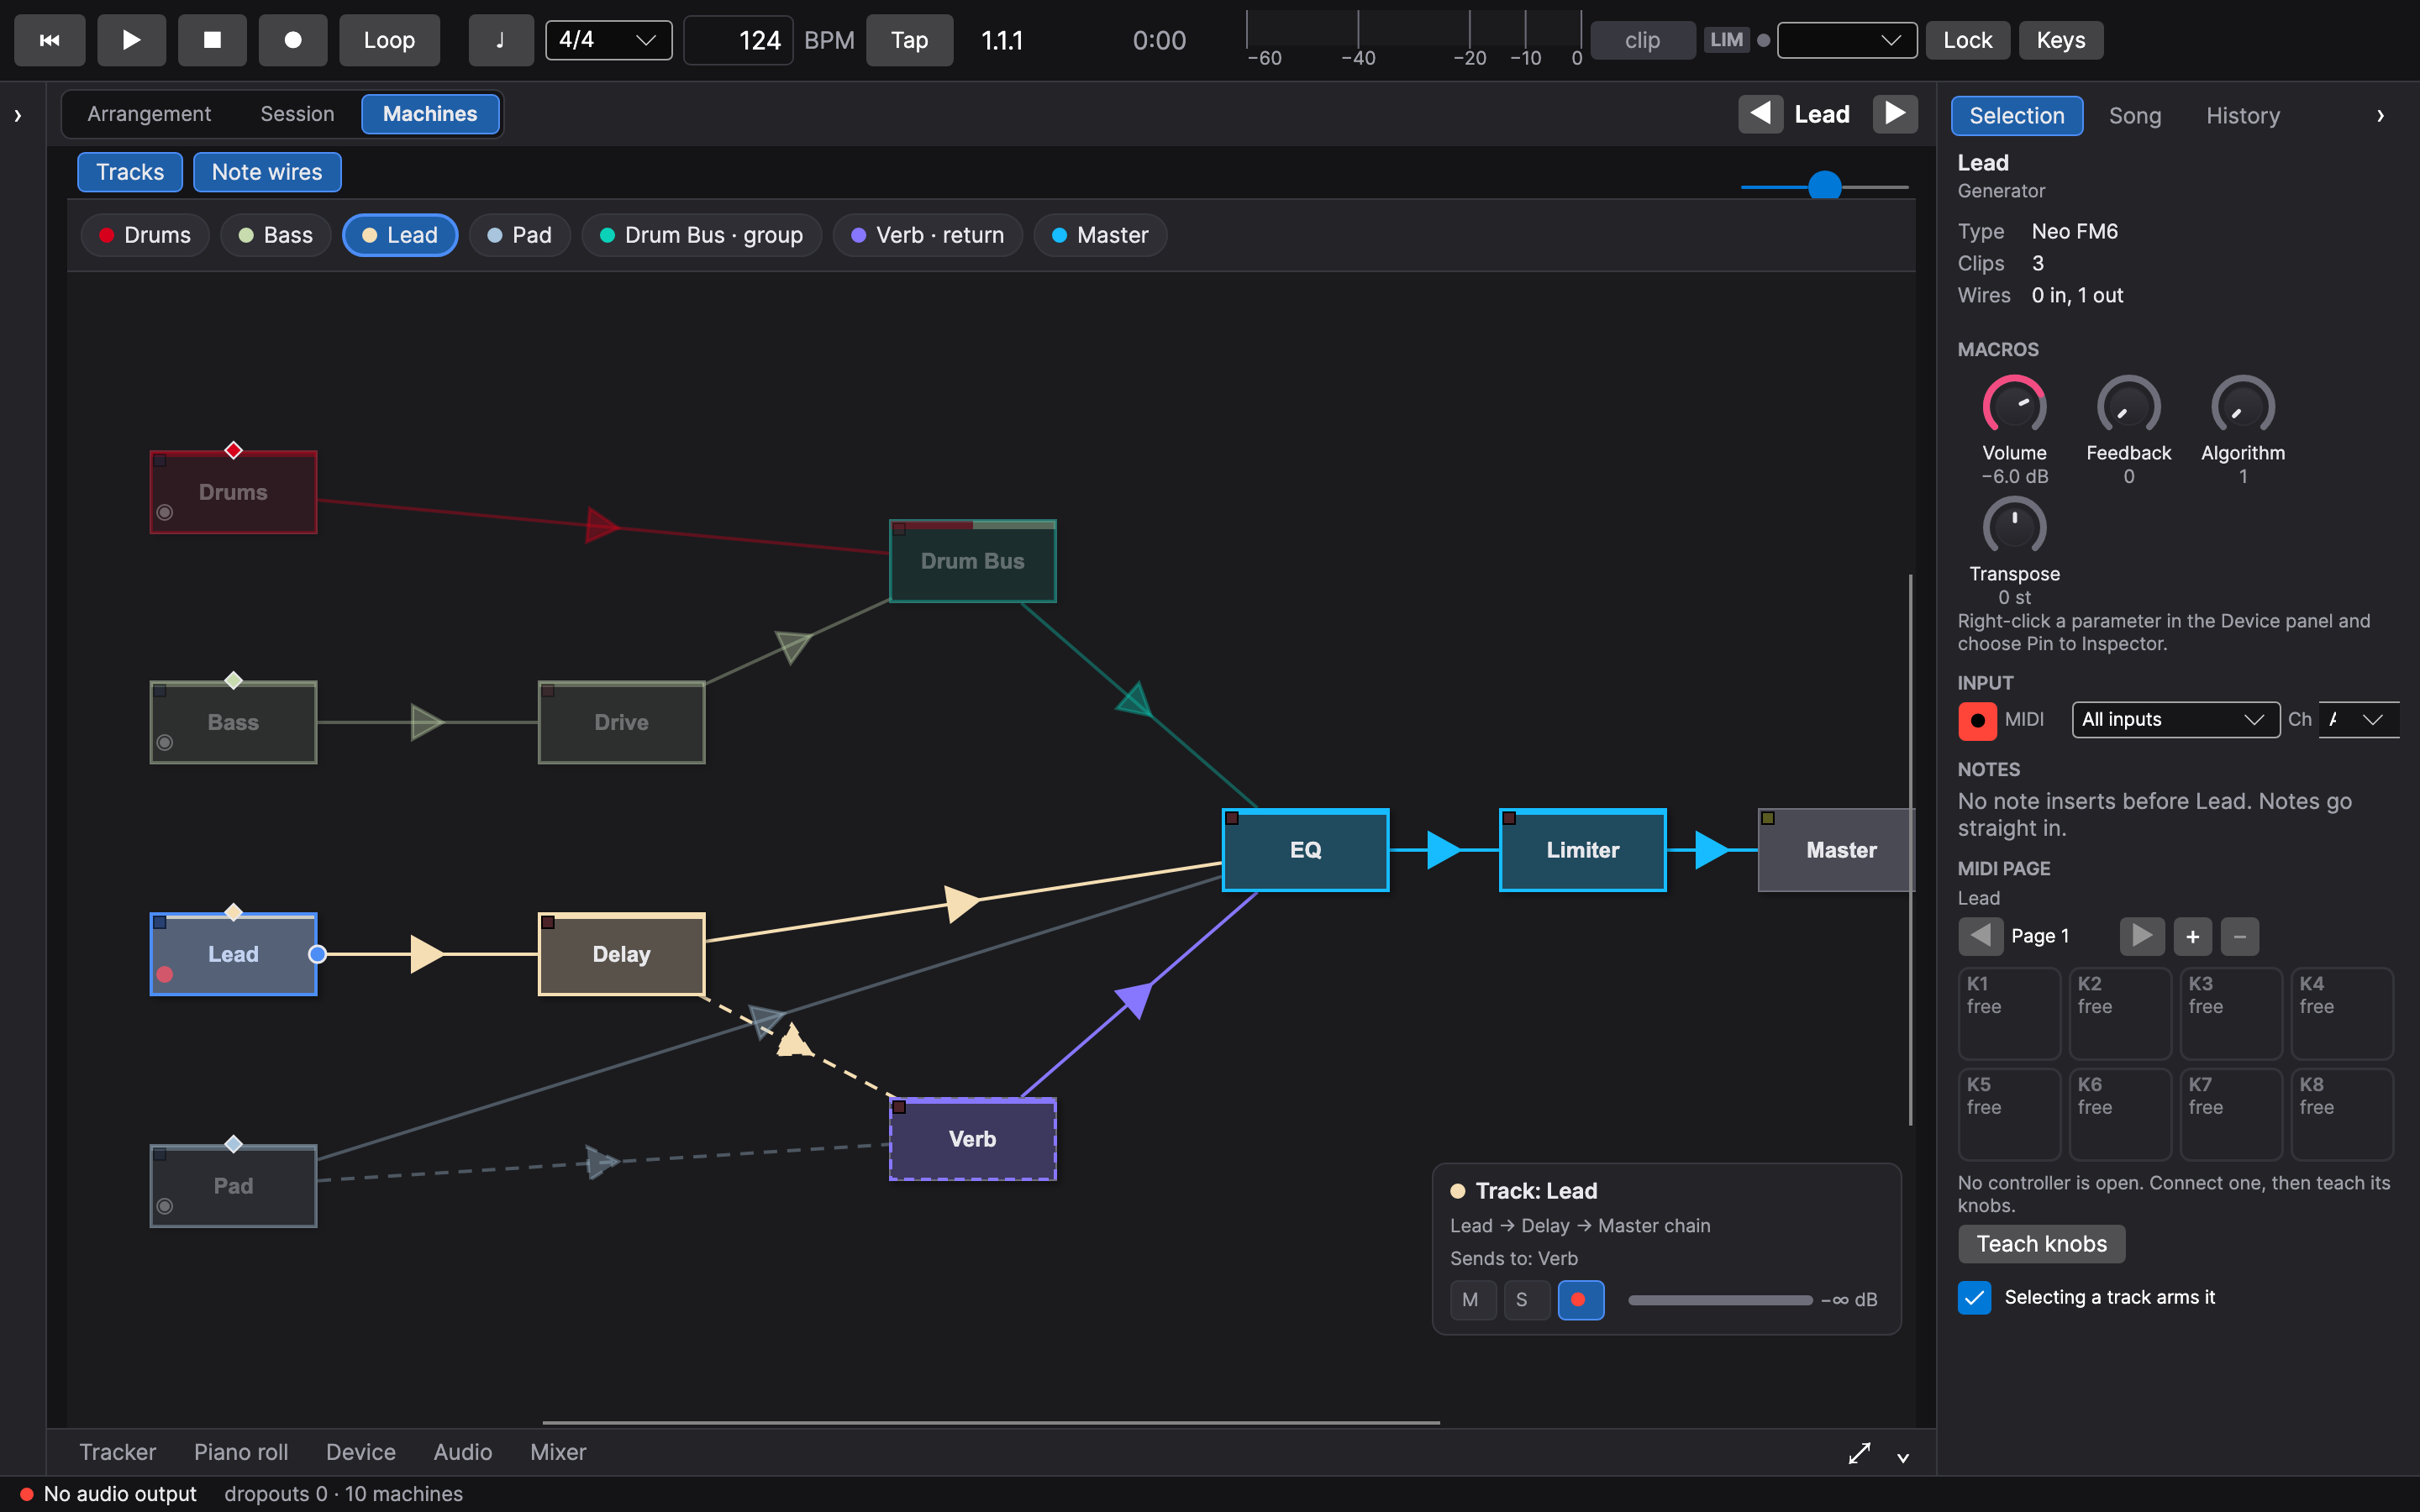 Loop
4/4
124 BPM
Tap
1.1.1
0:00
−60 −40 −20 −10 0
clip
LIM
Lock
Keys
Arrangement Session Machines
Lead
Tracks Note wires
Drums Bass Lead Pad Drum Bus · group Verb · return Master
Drums
Drum Bus
Bass
Drive
EQ
Limiter
Master
Lead
Delay
Verb
Pad
Track: Lead
Lead → Delay → Master chain
Sends to: Verb
M S −∞ dB
Selection Song History
Lead
Generator
Type Neo FM6
Clips 3
Wires 0 in, 1 out
MACROS
Volume Feedback Algorithm
−6.0 dB 0 1
Transpose
0 st
Right-click a parameter in the Device panel and
choose Pin to Inspector.
INPUT
MIDI All inputs Ch
NOTES
No note inserts before Lead. Notes go
straight in.
MIDI PAGE
Lead
Page 1 + −
K1 K2 K3 K4
free free free free
K5 K6 K7 K8
free free free free
No controller is open. Connect one, then teach its
knobs.
Teach knobs
Selecting a track arms it
Tracker Piano roll Device Audio Mixer
No audio output dropouts 0 · 10 machines